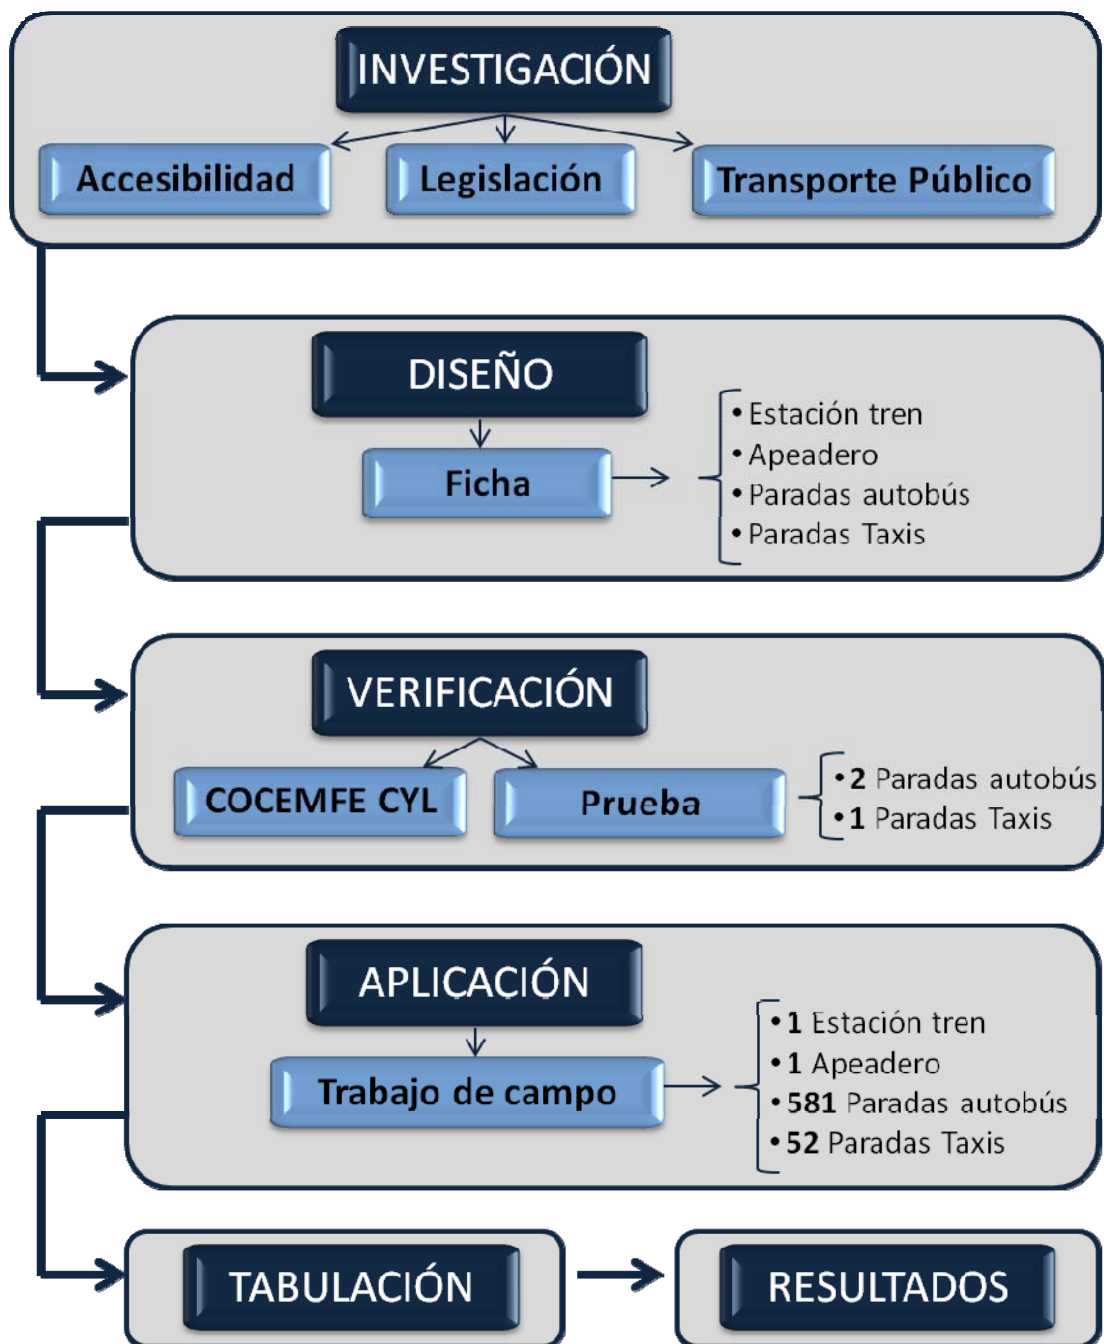 INVESTIGACIÓN
Accesibilidad
Legislación
Transporte Público
DISEÑO
Ficha
• Estación tren
• Apeadero
• Paradas autobús
• Paradas Taxis
VERIFICACIÓN
COCEMFE CYL
Prueba
• 2 Paradas autobús
• 1 Paradas Taxis
APLICACIÓN
Trabajo de campo
• 1 Estación tren
• 1 Apeadero
• 581 Paradas autobús
• 52 Paradas Taxis
TABULACIÓN
RESULTADOS